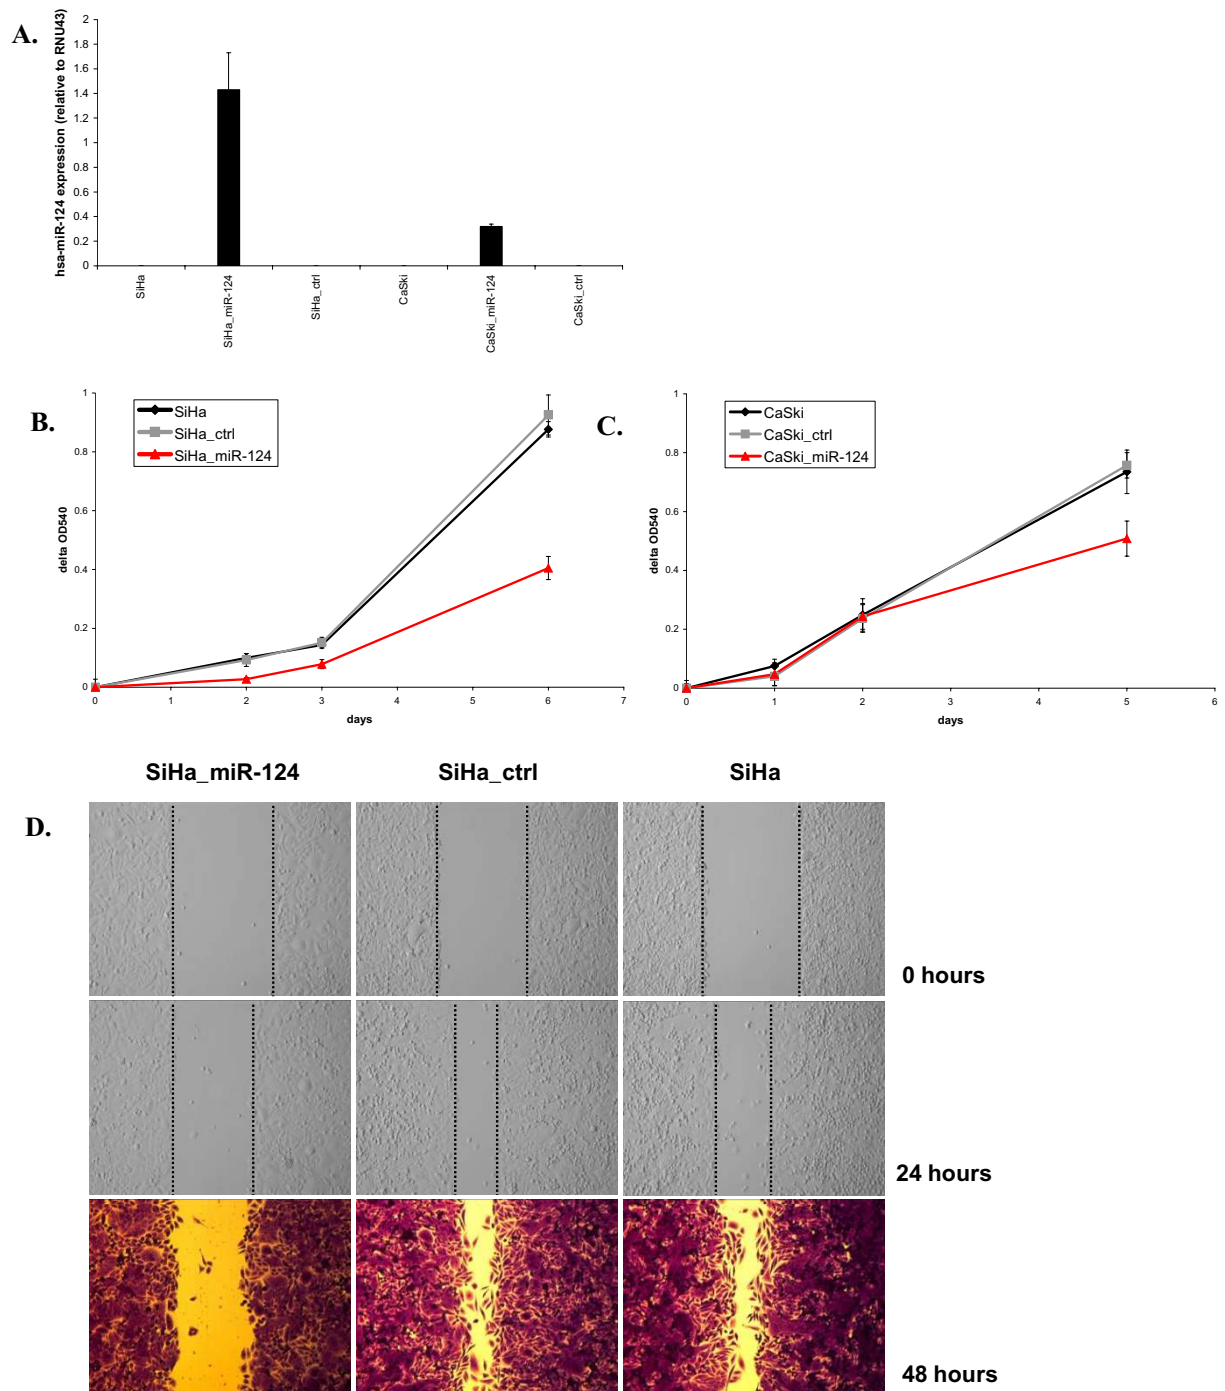 A.
hsa-miR-124 expression (relative to RNU43)
2
1.8
1.6
1.4
1.2
1
0.8
0.6
0.4
0.2
0
SiHa
SiHa_miR-124
SiHa_ctrl
CaSki
CaSki_miR-124
CaSki_ctrl
B.
delta OD540
1
0.8
0.6
0.4
0.2
0
SiHa
SiHa_ctrl
SiHa_miR-124
0 1 2 3 4 5 6 7
days
C.
delta OD540
1
0.8
0.6
0.4
0.2
0
CaSki
CaSki_ctrl
CaSki_miR-124
0 1 2 3 4 5 6
days
SiHa_miR-124 SiHa_ctrl SiHa
D.
0 hours
24 hours
48 hours